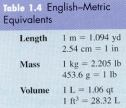 Table 1.4 English–Metric
Equivalents
Length 1 m = 1.094 yd
2.54 cm = 1 in
Mass 1 kg = 2.205 lb
453.6 g = 1 lb
Volume 1 L = 1.06 qt
1 ft³ = 28.32 L